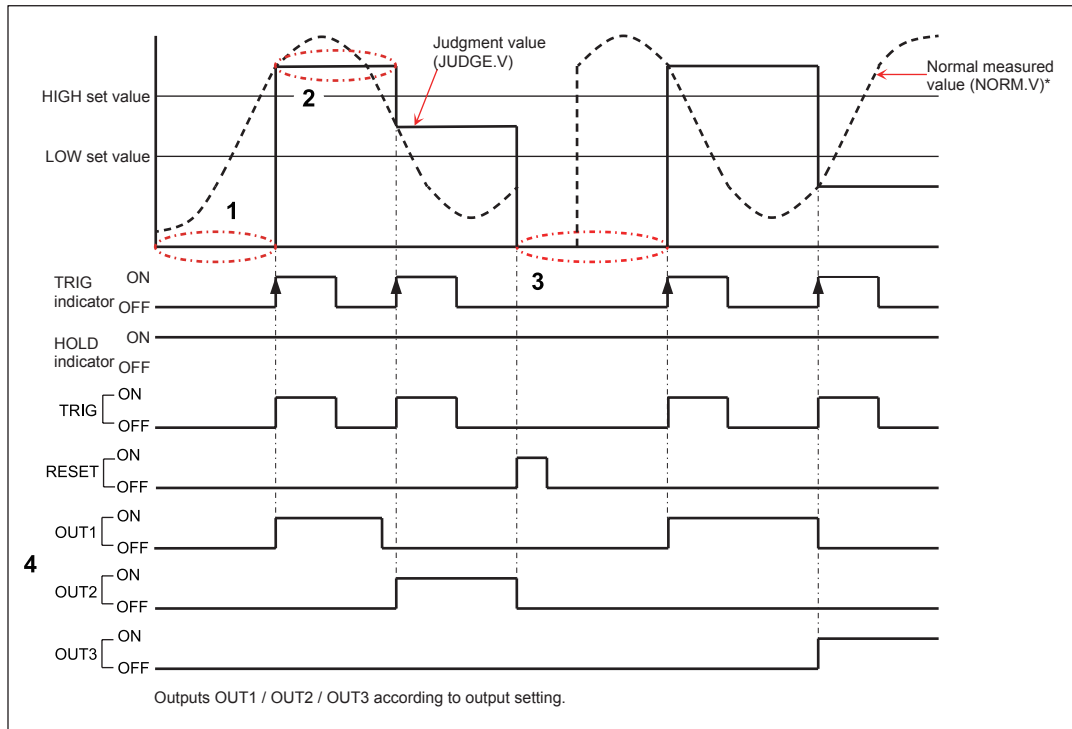 Judgment value
(JUDGE.V)
Normal measured
value (NORM.V)*
HIGH set value
2
LOW set value
1
3
TRIG
indicator
ON
OFF
HOLD
indicator
ON
OFF
TRIG
ON
OFF
RESET
ON
OFF
OUT1
ON
OFF
4
OUT2
ON
OFF
OUT3
ON
OFF
Outputs OUT1 / OUT2 / OUT3 according to output setting.